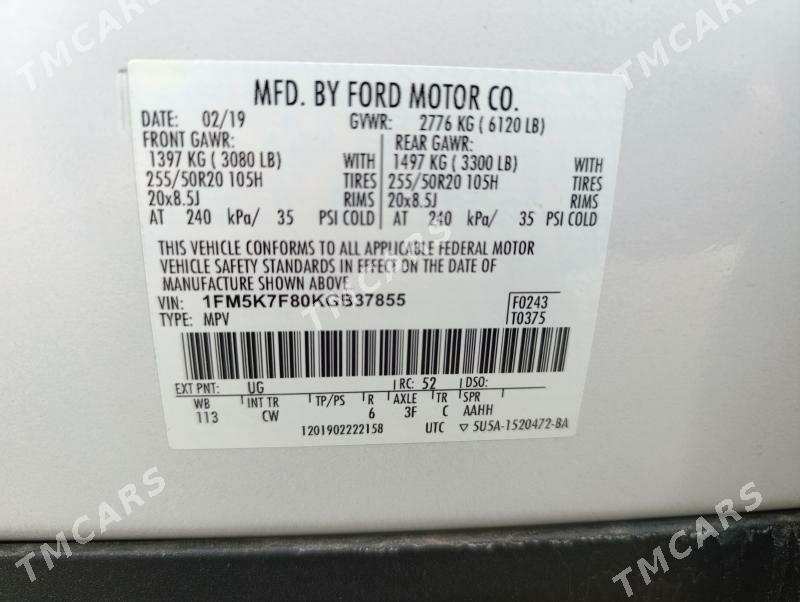 TMCARS
TMCARS
TMCARS
MFD. BY FORD MOTOR CO.
DATE: 02/19 GVWR: 2776 KG ( 6120 LB)
FRONT GAWR: REAR GAWR:
1397 KG ( 3080 LB) WITH 1497 KG ( 3300 LB) WITH
255/50R20 105H TIRES 255/50R20 105H TIRES
20x8.5J RIMS 20x8.5J RIMS
AT 240 kPa/ 35 PSI COLD AT 240 kPa/ 35 PSI COLD
THIS VEHICLE CONFORMS TO ALL APPLICABLE FEDERAL MOTOR
VEHICLE SAFETY STANDARDS IN EFFECT ON THE DATE OF
MANUFACTURE SHOWN ABOVE.
TMCARS
VIN: 1FM5K7F80KGB37855 F0243
TYPE: MPV T0375
EXT PNT: UG RC: 52 DSO:
WB INT TR TP/PS R AXLE TR SPR
113 CW 6 3F C AAHH
1201902222158 UTC ▽ 5U5A-1520472-BA
TMCARS
TMCARS
TMCARS